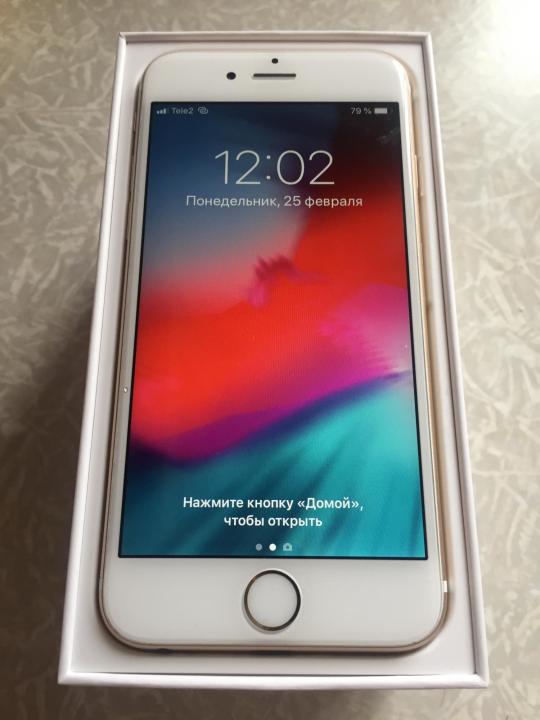 Tele2 79 %
12:02
Понедельник, 25 февраля
Нажмите кнопку «Домой»,
чтобы открыть